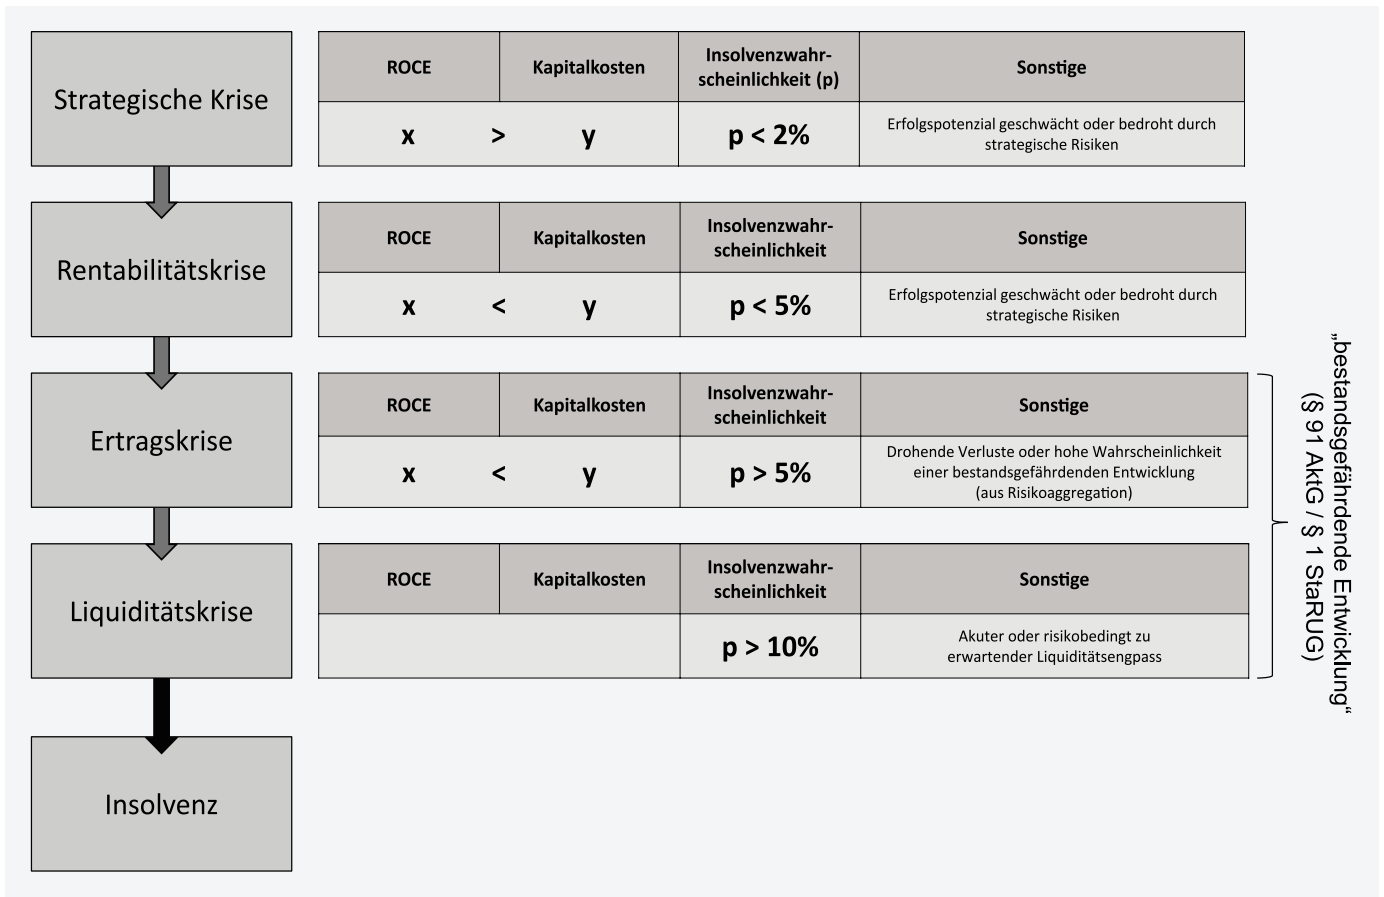 Strategische Krise
ROCE
Kapitalkosten
Insolvenzwahr-
scheinlichkeit (p)
Sonstige
x > y
p < 2%
Erfolgspotenzial geschwächt oder bedroht durch
strategische Risiken
Rentabilitätskrise
ROCE
Kapitalkosten
Insolvenzwahr-
scheinlichkeit
Sonstige
x < y
p < 5%
Erfolgspotenzial geschwächt oder bedroht durch
strategische Risiken
Ertragskrise
ROCE
Kapitalkosten
Insolvenzwahr-
scheinlichkeit
Sonstige
x < y
p > 5%
Drohende Verluste oder hohe Wahrscheinlichkeit
einer bestandsgefährdenden Entwicklung
(aus Risikoaggregation)
Liquiditätskrise
ROCE
Kapitalkosten
Insolvenzwahr-
scheinlichkeit
Sonstige
p > 10%
Akuter oder risikobedingt zu
erwartender Liquiditätsengpass
Insolvenz
„bestandsgefährdende Entwicklung“
(§ 91 AktG / § 1 StaRUG)